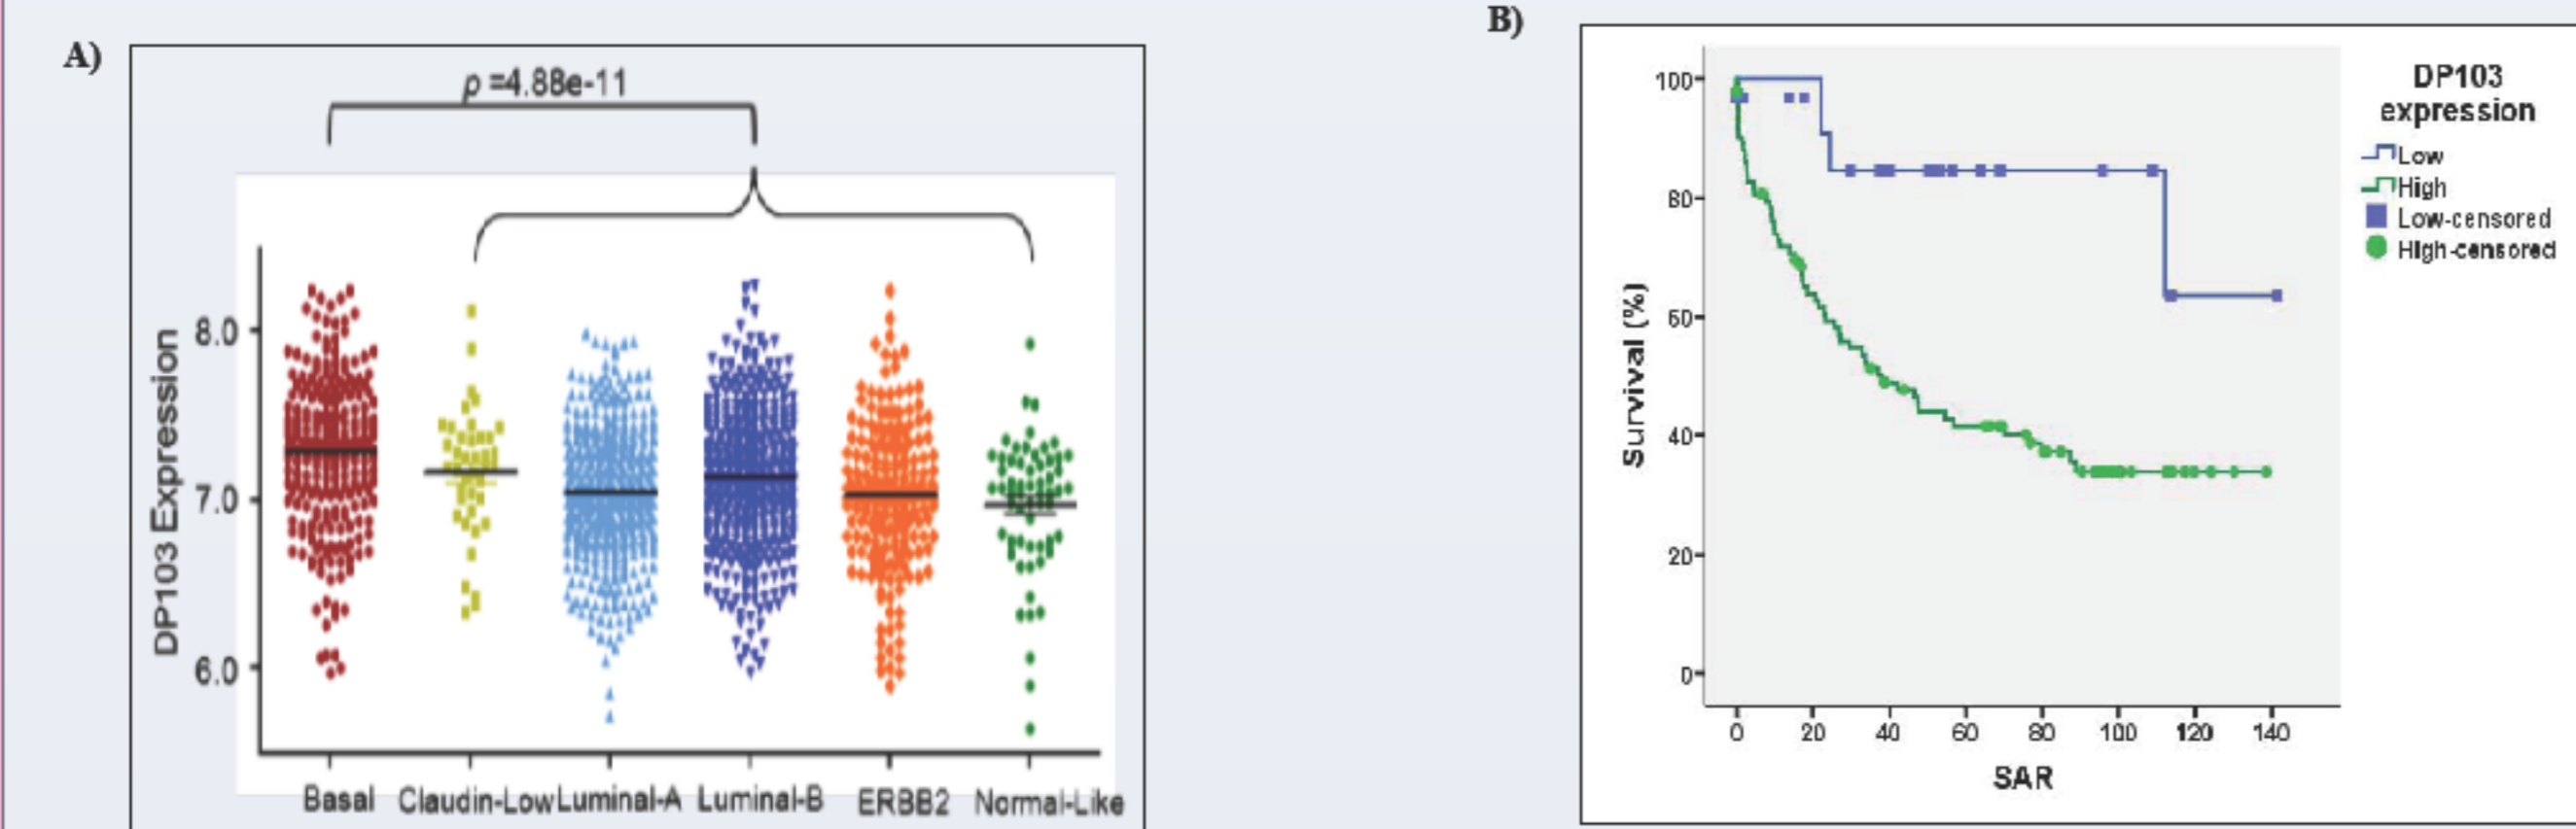 A)
p =4.88e-11
DP103 Expression
8.0
7.0
6.0
Basal
Claudin-Low
Luminal-A
Luminal-B
ERBB2
Normal-Like
B)
Survival (%)
100
80
60
40
20
0
0
20
40
60
80
100
120
140
SAR
DP103
expression
Low
High
Low-censored
High-censored